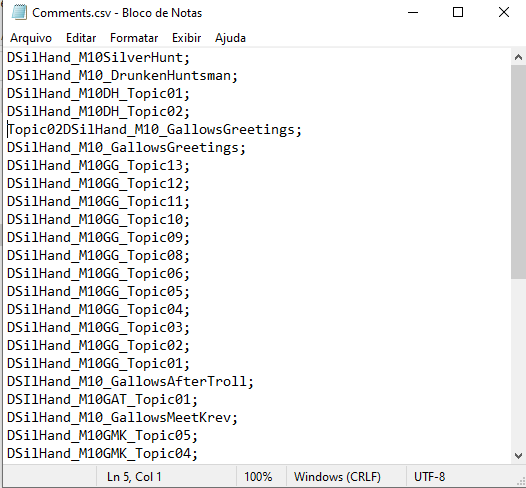 Comments.csv - Bloco de Notas
Arquivo Editar Formatar Exibir Ajuda
DSilHand_M10SilverHunt;
DSilHand_M10_DrunkenHuntsman;
DSilHand_M10DH_Topic01;
DSilHand_M10DH_Topic02;
Topic02DSilHand_M10_GallowsGreetings;
DSilHand_M10_GallowsGreetings;
DSilHand_M10GG_Topic13;
DSilHand_M10GG_Topic12;
DSilHand_M10GG_Topic11;
DSilHand_M10GG_Topic10;
DSilHand_M10GG_Topic09;
DSilHand_M10GG_Topic08;
DSilHand_M10GG_Topic06;
DSilHand_M10GG_Topic05;
DSilHand_M10GG_Topic04;
DSilHand_M10GG_Topic03;
DSilHand_M10GG_Topic02;
DSilHand_M10GG_Topic01;
DSIlHand_M10_GallowsAfterTroll;
DSilHand_M10GAT_Topic01;
DSilHand_M10_GallowsMeetKrev;
DSilHand_M10GMK_Topic05;
DSilHand_M10GMK_Topic04;
Ln 5, Col 1 100% Windows (CRLF) UTF-8